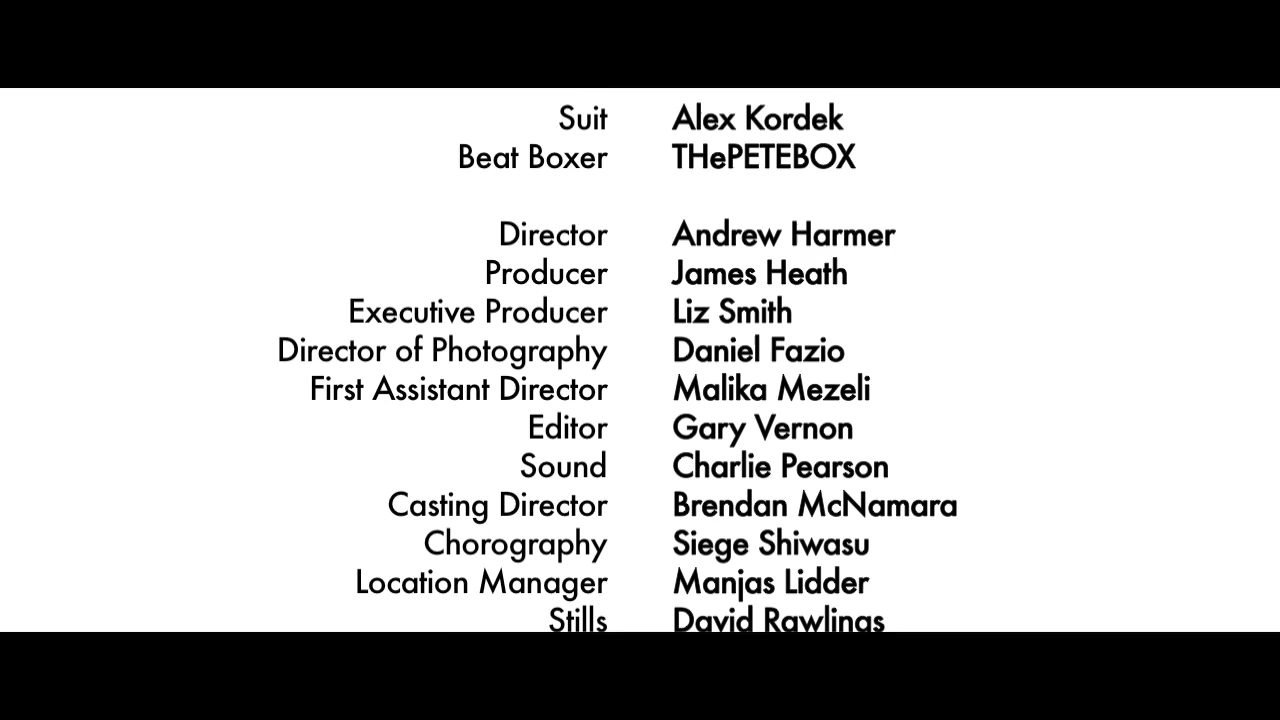 Suit Alex Kordek
Beat Boxer THePETEBOX
Director Andrew Harmer
Producer James Heath
Executive Producer Liz Smith
Director of Photography Daniel Fazio
First Assistant Director Malika Mezeli
Editor Gary Vernon
Sound Charlie Pearson
Casting Director Brendan McNamara
Chorography Siege Shiwasu
Location Manager Manjas Lidder
Stills David Rawlings